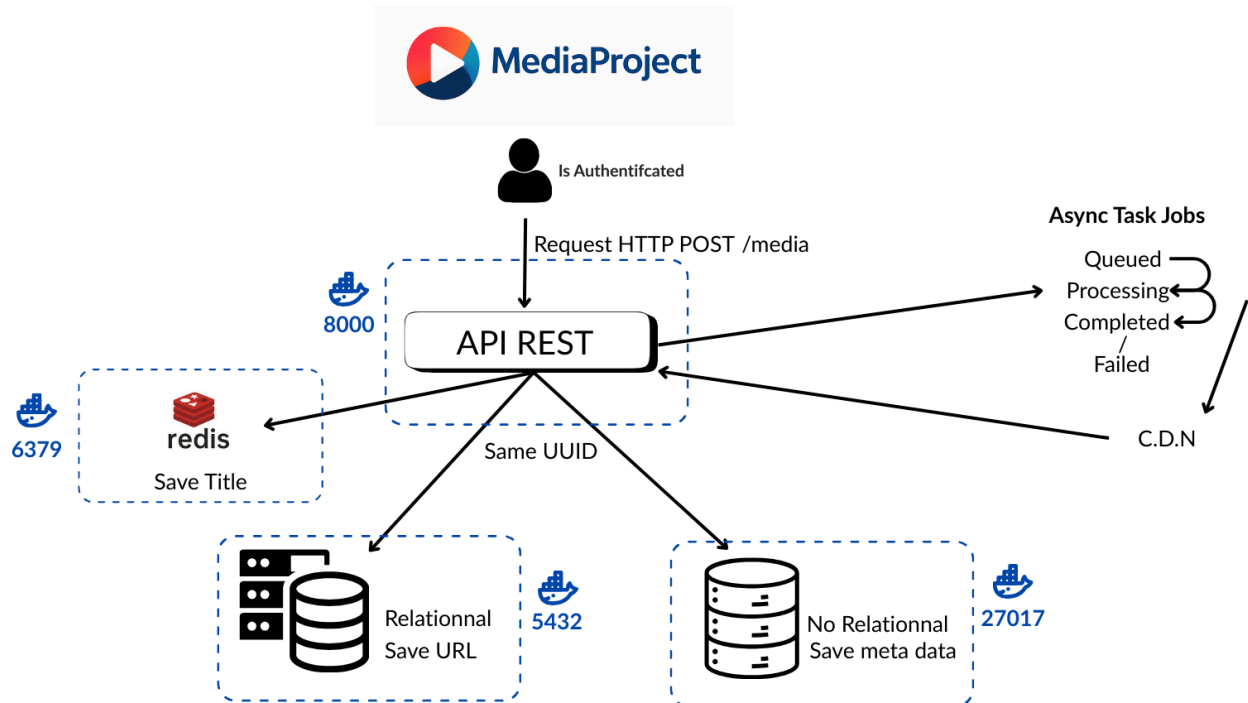 MediaProject
Is Authentifcated
Request HTTP POST /media
Async Task Jobs
Queued
Processing
Completed
/
Failed
8000
API REST
C.D.N
6379
redis
Save Title
Same UUID
Relationnal
Save URL
5432
No Relationnal
Save meta data
27017